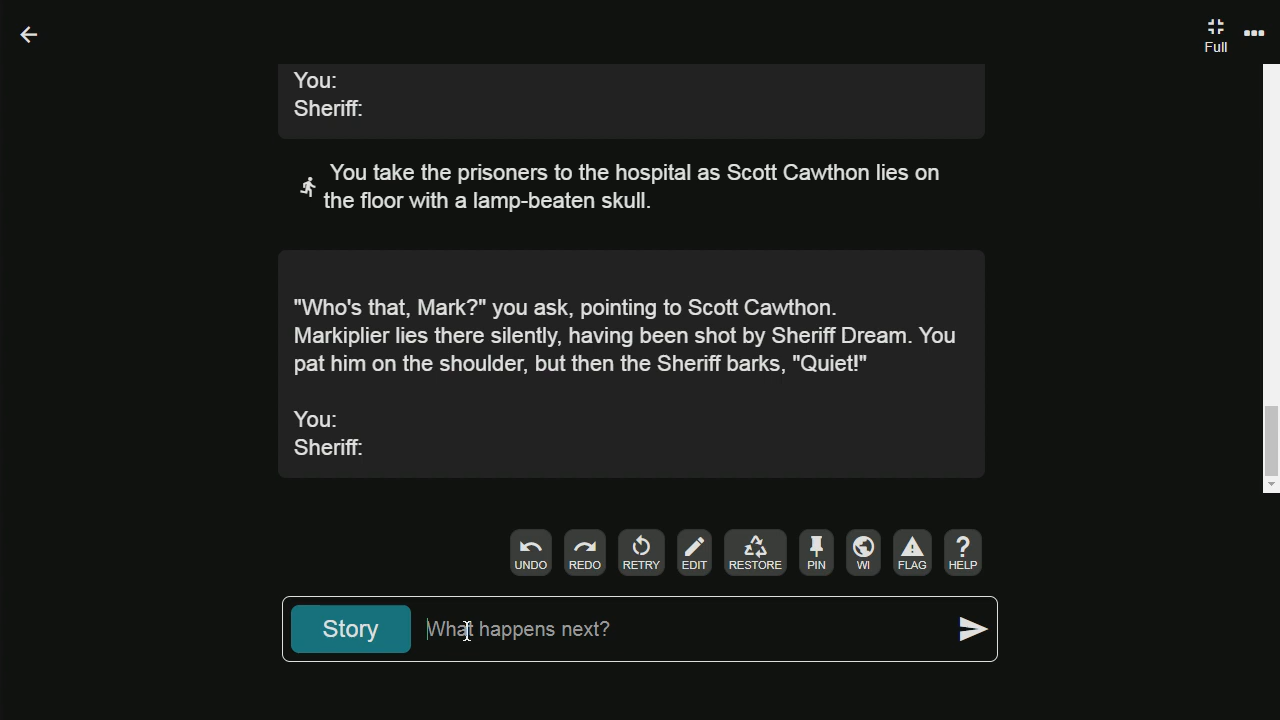 Full
You:
Sheriff:
You take the prisoners to the hospital as Scott Cawthon lies on
the floor with a lamp-beaten skull.
"Who's that, Mark?" you ask, pointing to Scott Cawthon.
Markiplier lies there silently, having been shot by Sheriff Dream. You
pat him on the shoulder, but then the Sheriff barks, "Quiet!"
You:
Sheriff:
UNDO REDO RETRY EDIT RESTORE PIN WI FLAG HELP
Story What happens next?